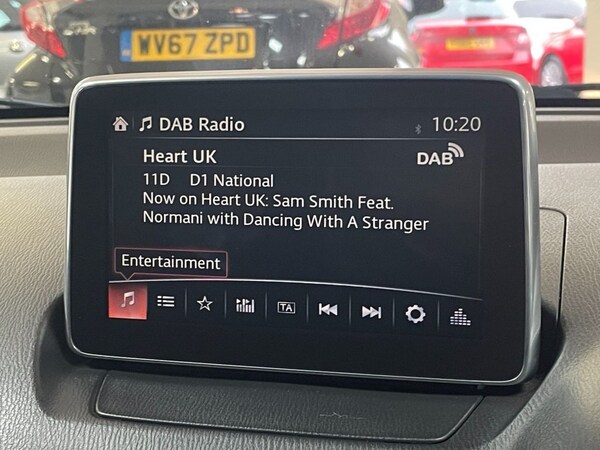 WV67 ZPD
DAB Radio
10:20
Heart UK
DAB
11D D1 National
Now on Heart UK: Sam Smith Feat.
Normani with Dancing With A Stranger
Entertainment
TA